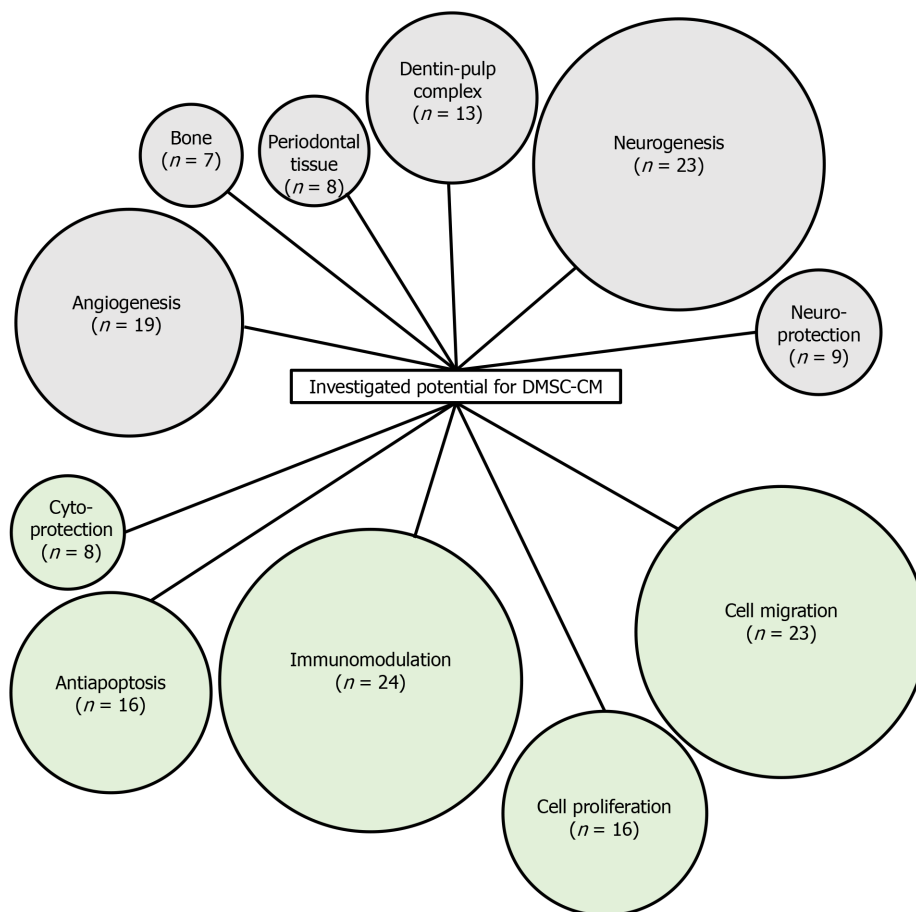 Dentin-pulp
complex
(n = 13)
Neurogenesis
(n = 23)
Bone
(n = 7)
Periodontal
tissue
(n = 8)
Angiogenesis
(n = 19)
Neuro-
protection
(n = 9)
Investigated potential for DMSC-CM
Cyto-
protection
(n = 8)
Antiapoptosis
(n = 16)
Immunomodulation
(n = 24)
Cell migration
(n = 23)
Cell proliferation
(n = 16)